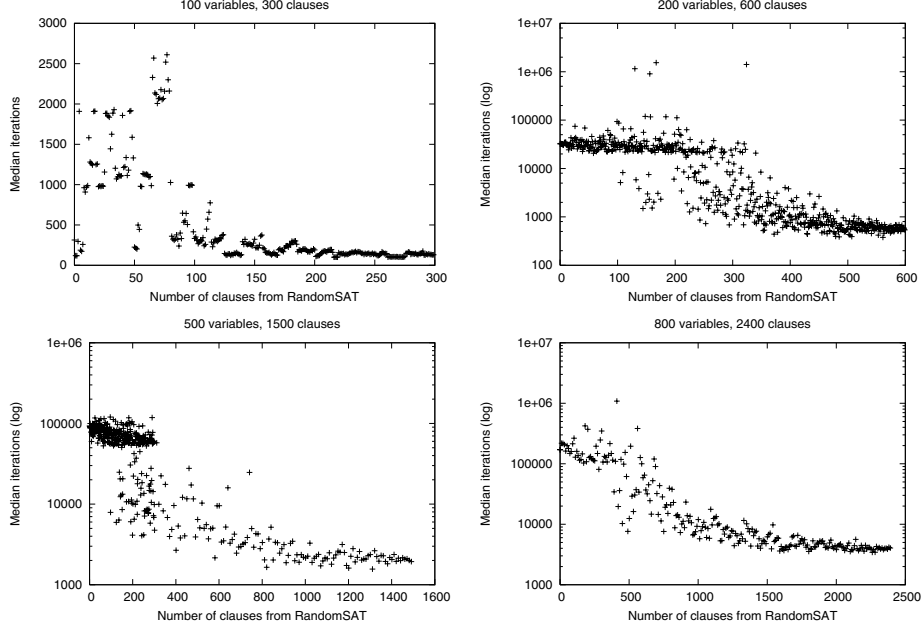 100 variables, 300 clauses
3000
2500
2000
1500
1000
500
0
Median iterations
0 50 100 150 200 250 300
Number of clauses from RandomSAT
200 variables, 600 clauses
1e+07
1e+06
100000
10000
1000
100
Median iterations (log)
0 100 200 300 400 500 600
Number of clauses from RandomSAT
500 variables, 1500 clauses
1e+06
100000
10000
1000
Median iterations (log)
0 200 400 600 800 1000 1200 1400 1600
Number of clauses from RandomSAT
800 variables, 2400 clauses
1e+07
1e+06
100000
10000
1000
Median iterations (log)
0 500 1000 1500 2000 2500
Number of clauses from RandomSAT